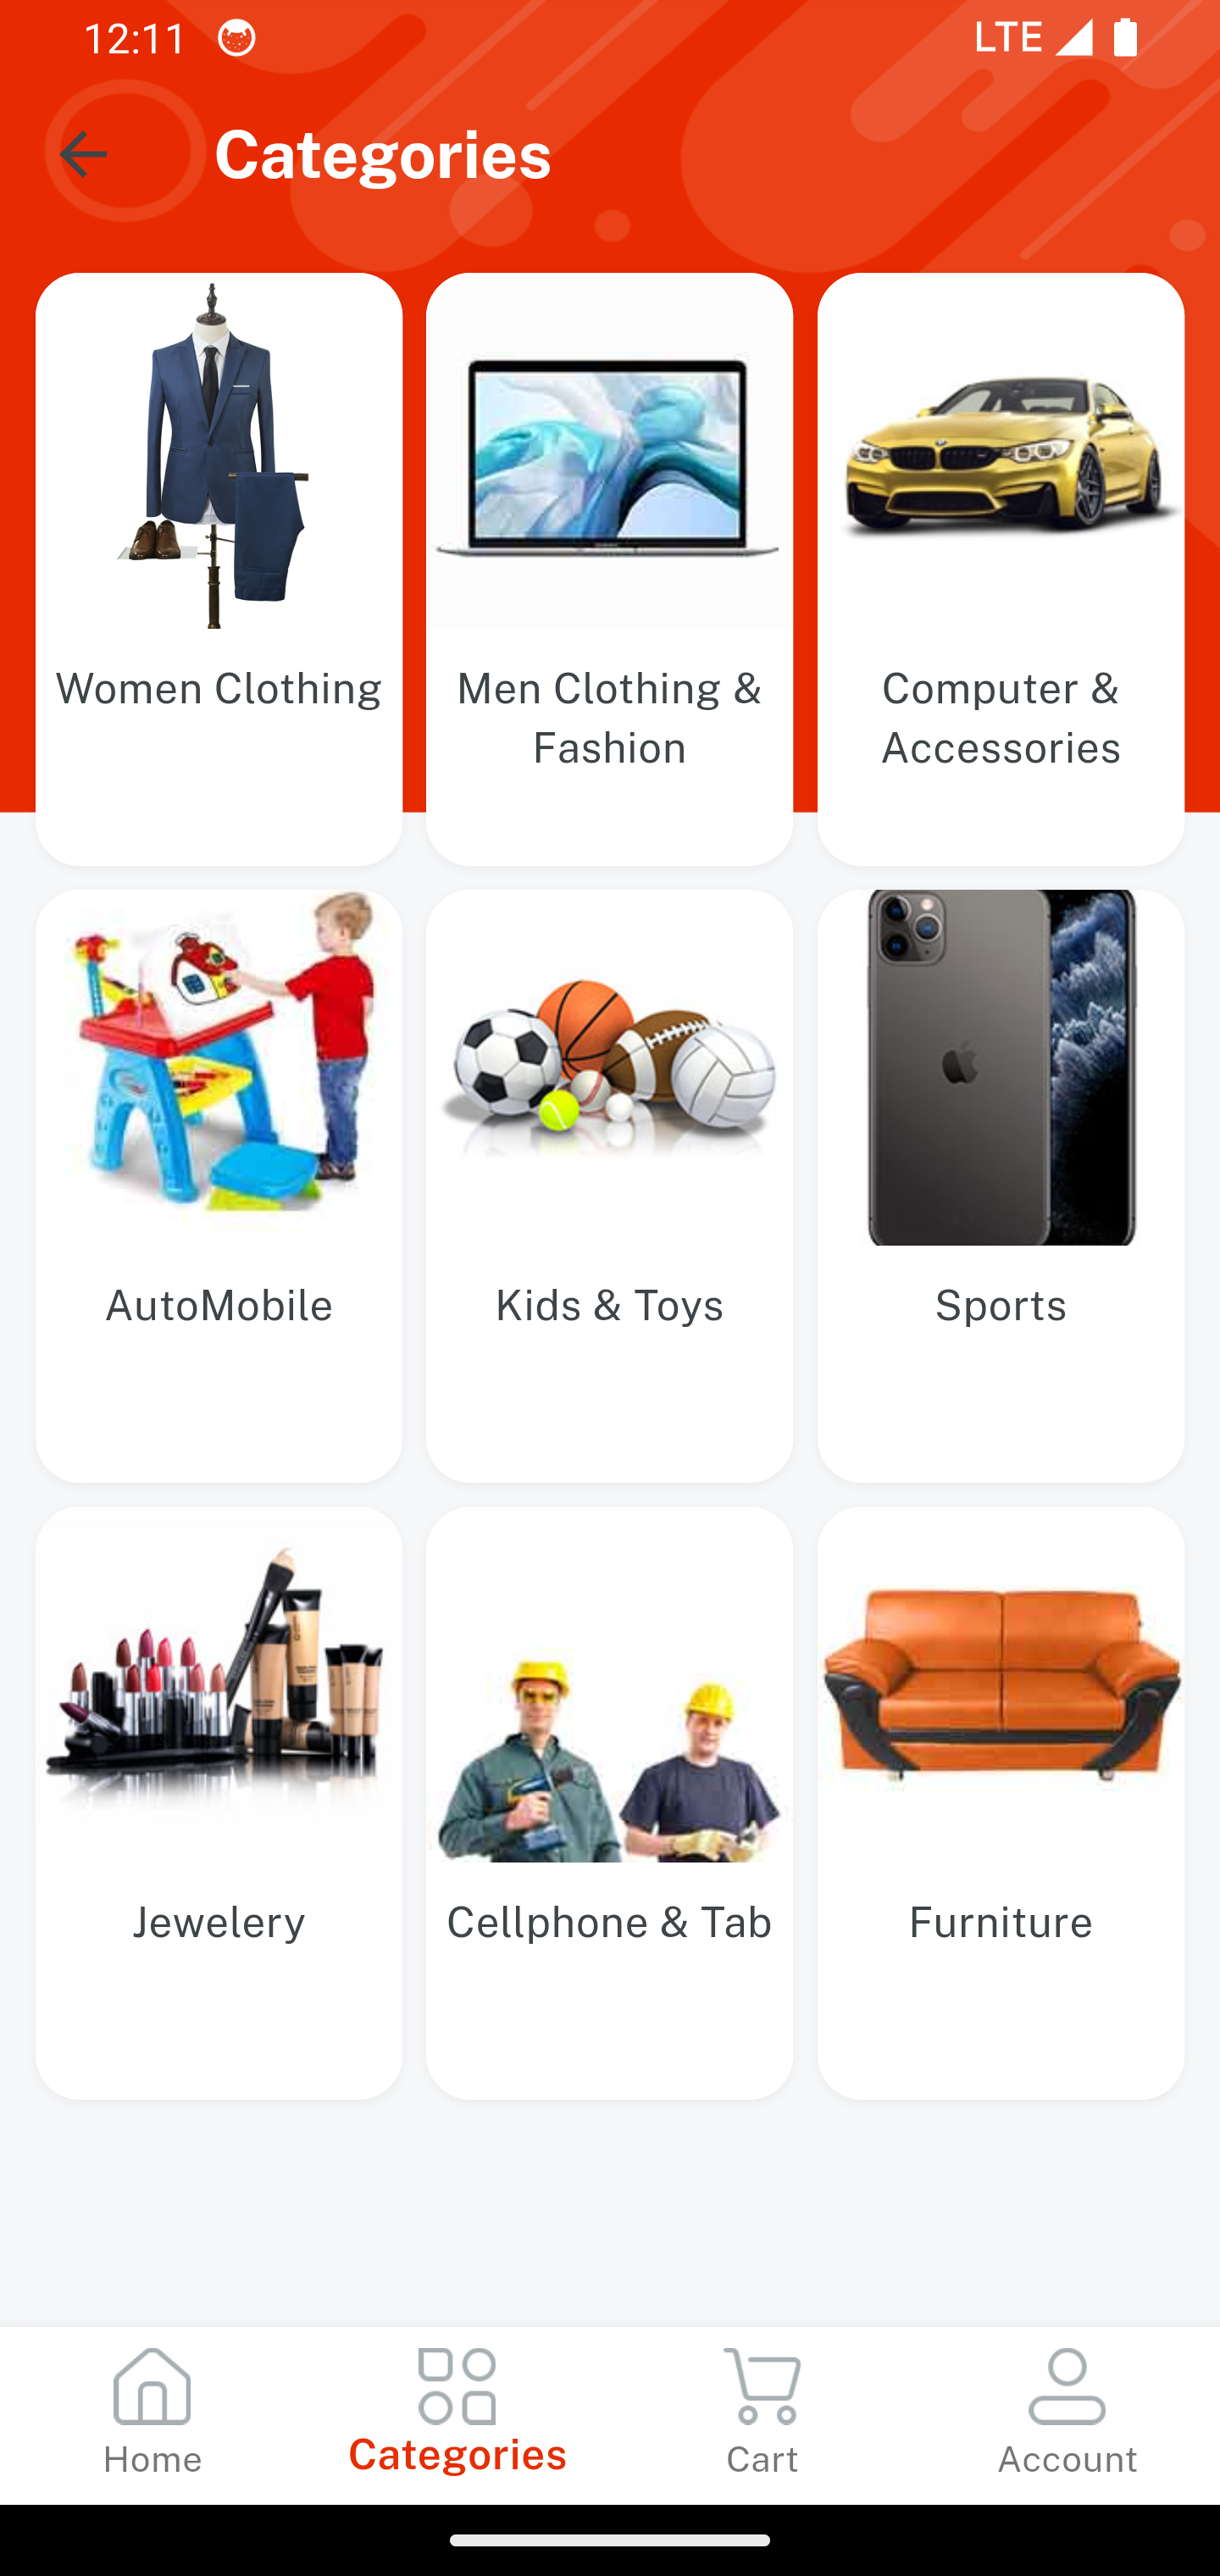 12:11 LTE
Categories
Women Clothing
Men Clothing &
Fashion
Computer &
Accessories
AutoMobile
Kids & Toys
Sports
Jewelery
Cellphone & Tab
Furniture
Home
Categories
Cart
Account